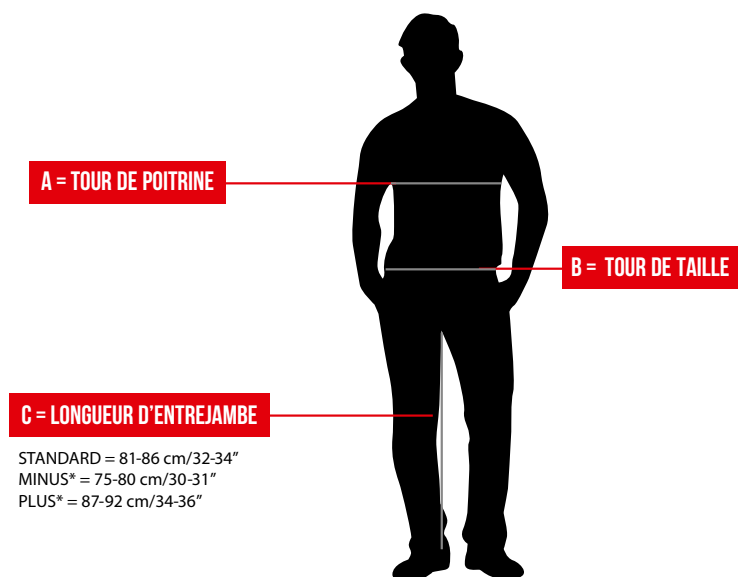 A = TOUR DE POITRINE
B = TOUR DE TAILLE
C = LONGUEUR D’ENTREJAMBE
STANDARD = 81-86 cm/32-34”
MINUS* = 75-80 cm/30-31”
PLUS* = 87-92 cm/34-36”